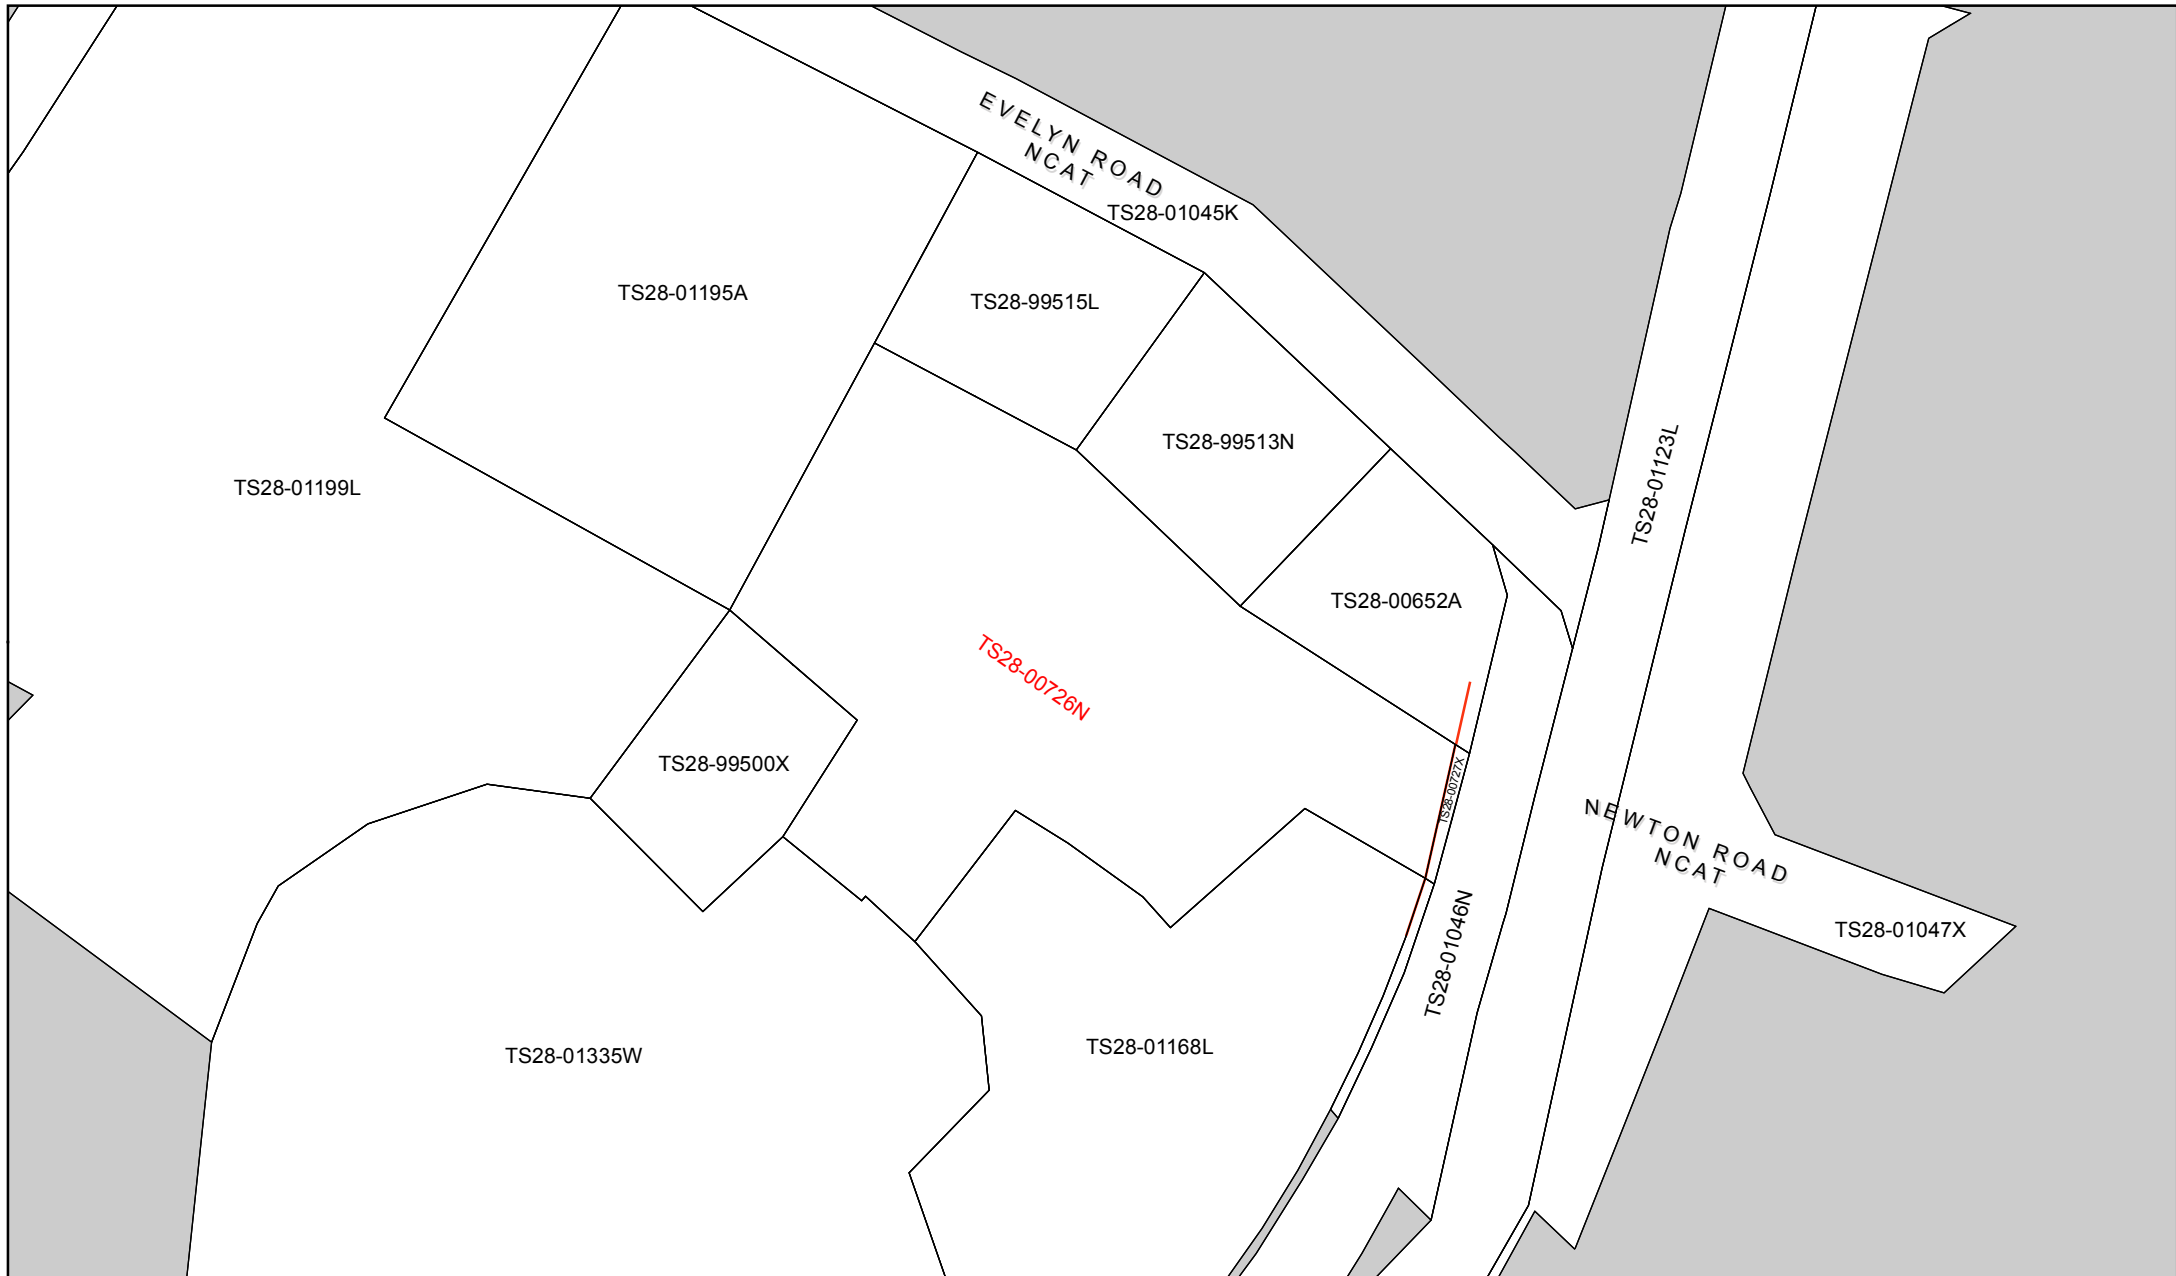 EVELYN ROAD
NCAT
TS28-01045K
TS28-01195A
TS28-99515L
TS28-99513N
TS28-01123L
TS28-01199L
TS28-00652A
TS28-00726N
TS28-99500X
TS28-00727X
NEWTON ROAD
NCAT
TS28-01047X
TS28-01046N
TS28-01335W
TS28-01168L